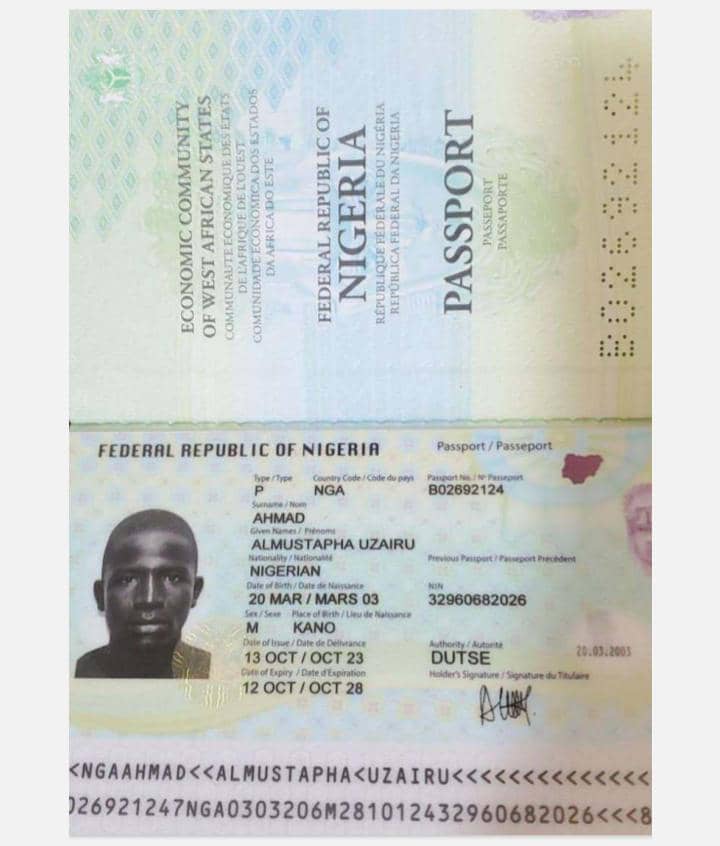 ECONOMIC COMMUNITY
OF WEST AFRICAN STATES
COMMUNAUTÉ ECONOMIQUE DES ÉTATS
DE L'AFRIQUE DE L'OUEST
COMUNIDADE ECONÓMICA DOS ESTADOS
DA AFRICA DO ESTE
FEDERAL REPUBLIC OF
NIGERIA
RÉPUBLIQUE FÉDÉRALE DU NIGÉRIA
REPÚBLICA FEDERAL DA NIGERIA
PASSPORT
PASSEPORT
PASSAPORTE
B02692124
FEDERAL REPUBLIC OF NIGERIA
Passport / Passeport
Type / Type Country Code / Code du pays Passport No. / Nº Passeport
P NGA B02692124
Surname / Nom
AHMAD
Given Names / Prénoms
ALMUSTAPHA UZAIRU
Nationality / Nationalité Previous Passport / Passeport Précédent
NIGERIAN
Date of Birth / Date de Naissance NIN
20 MAR / MARS 03 32960682026
Sex / Sexe Place of Birth / Lieu de Naissance
M KANO
Date of Issue / Date de Délivrance Authority / Autorité
13 OCT / OCT 23 DUTSE
20.03.2003
Date of Expiry / Date d'Expiration Holder's Signature / Signature du Titulaire
12 OCT / OCT 28
<NGAAHMAD<<ALMUSTAPHA<UZAIRU<<<<<<<<<<<<<<<
026921247NGA0303206M281012432960682026<<<8